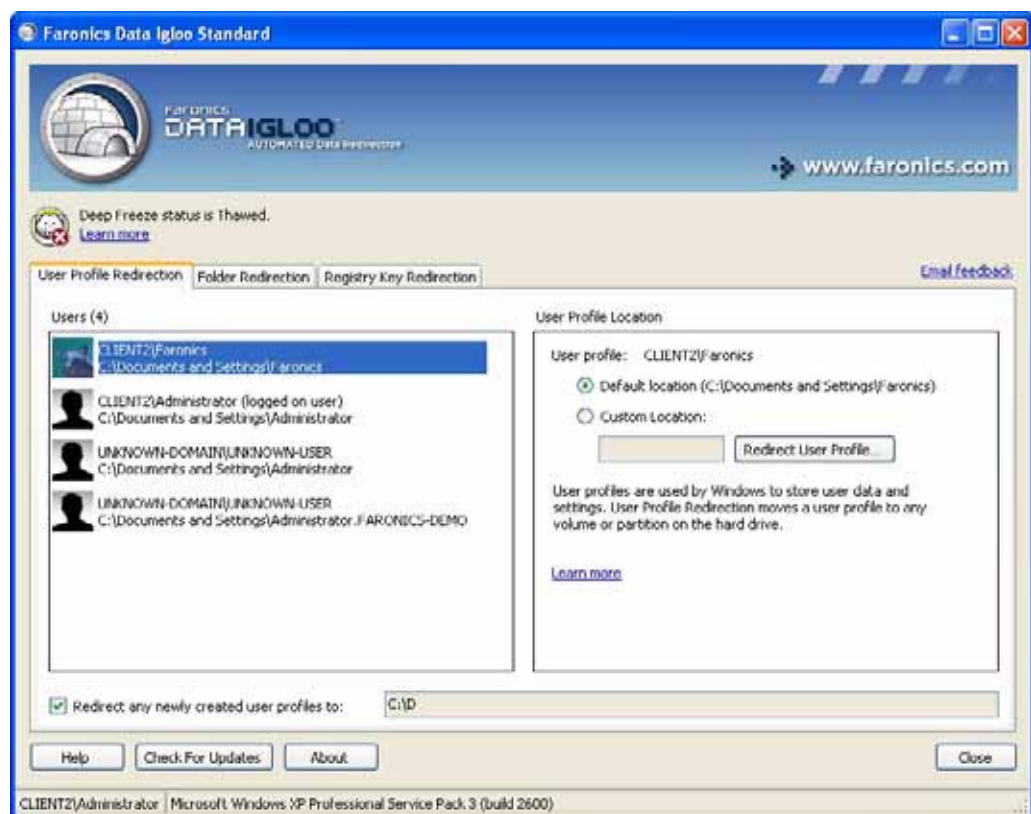 Faronics Data Igloo Standard
Faronics
DATAIGLOO
AUTOMATED Data Redirection
www.faronics.com
Deep Freeze status is Thawed.
Learn more
User Profile Redirection
Folder Redirection
Registry Key Redirection
Email feedback
Users (4)
CLIENT2\Faronics
C:\Documents and Settings\Faronics
CLIENT2\Administrator (logged on user)
C:\Documents and Settings\Administrator
UNKNOWN-DOMAIN\UNKNOWN-USER
C:\Documents and Settings\Administrator
UNKNOWN-DOMAIN\UNKNOWN-USER
C:\Documents and Settings\Administrator.FARONICS-DEMO
User Profile Location
User profile: CLIENT2\Faronics
Default location (C:\Documents and Settings\Faronics)
Custom Location:
Redirect User Profile...
User profiles are used by Windows to store user data and
settings. User Profile Redirection moves a user profile to any
volume or partition on the hard drive.
Learn more
Redirect any newly created user profiles to: C:\D
Help
Check For Updates
About
Close
CLIENT2\Administrator
Microsoft Windows XP Professional Service Pack 3 (build 2600)